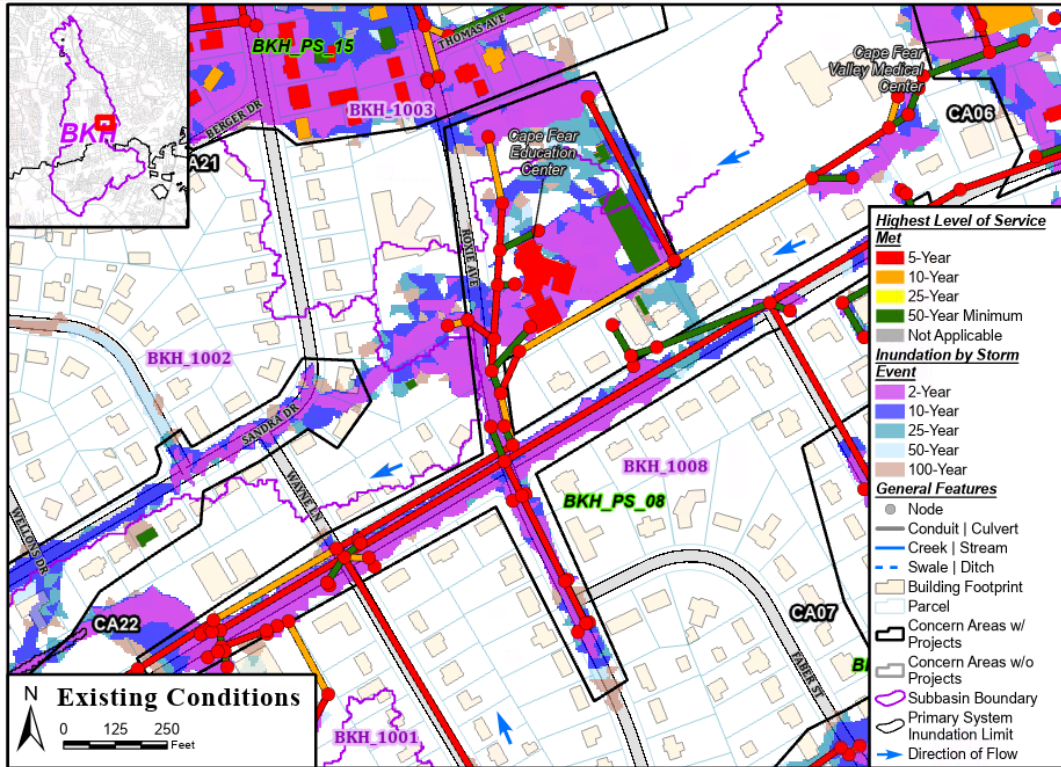 BKH
BKH_PS_15
THOMAS AVE
Cape Fear
Valley Medical
Center
BKH_1003
BERGER DR
CA06
Cape Fear
Education
Center
A21
ROXIE AVE
BKH_1002
SANDRA DR
WAYNE LN
BKH_1008
BKH_PS_08
WELLONS DR
CA22
CA07
FABER ST
BKH_1001
Highest Level of Service
Met
5-Year
10-Year
25-Year
50-Year Minimum
Not Applicable
Inundation by Storm
Event
2-Year
10-Year
25-Year
50-Year
100-Year
General Features
Node
Conduit | Culvert
Creek | Stream
Swale | Ditch
Building Footprint
Parcel
Concern Areas w/
Projects
Concern Areas w/o
Projects
Subbasin Boundary
Primary System
Inundation Limit
Direction of Flow
N
Existing Conditions
0 125 250
Feet